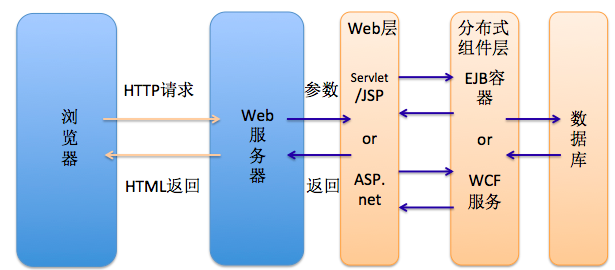 浏
览
器
HTTP请求
HTML返回
Web
服
务
器
参数
返回
Web层
Servlet
/JSP
or
ASP.
net
分布式
组件层
EJB容
器
or
WCF
服务
数
据
库